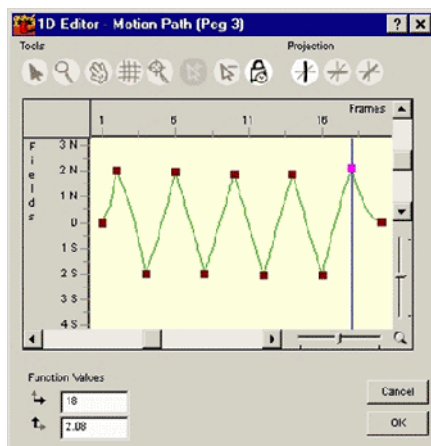 1D Editor - Motion Path (Peg 3)
Tools
Projection
Frames
1 6 11 16
Fields
3 N
2 N
1 N
0
1 S
2 S
3 S
4 S
Function Values
18
2.08
Cancel
OK